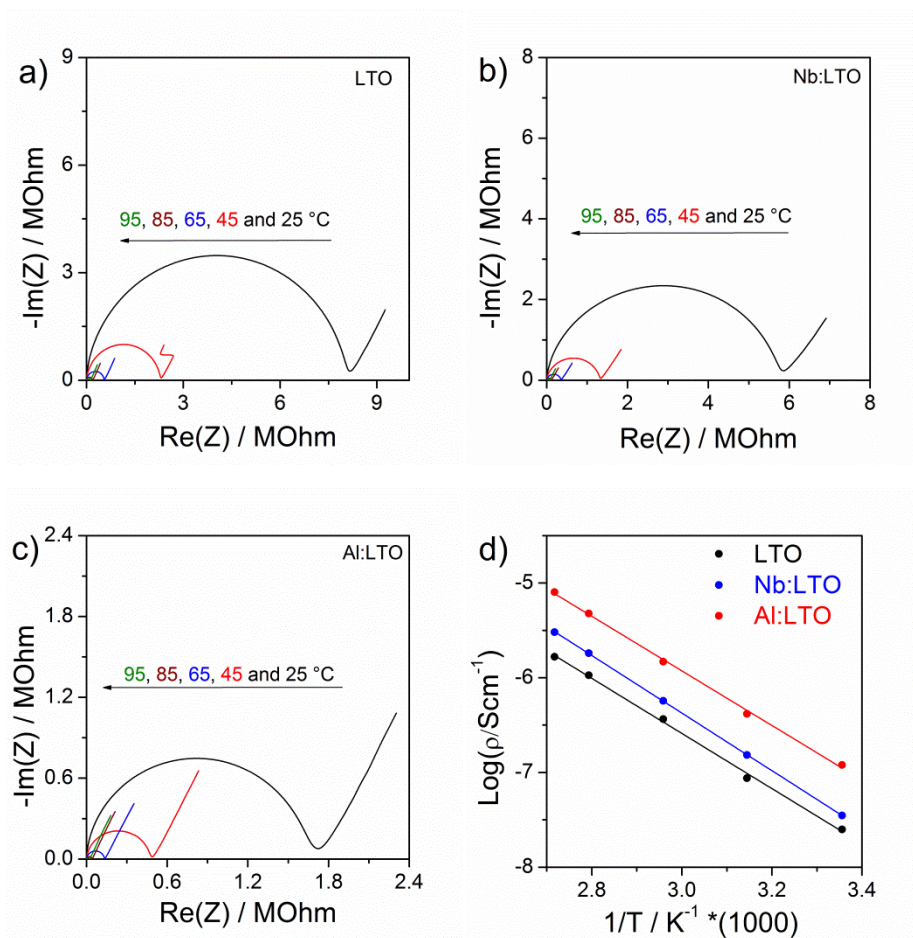 a)
LTO
9
6
3
0
-Im(Z) / MOhm
95, 85, 65, 45 and 25 °C
0 3 6 9
Re(Z) / MOhm
b)
Nb:LTO
8
6
4
2
0
-Im(Z) / MOhm
95, 85, 65, 45 and 25 °C
0 2 4 6 8
Re(Z) / MOhm
c)
Al:LTO
2.4
1.8
1.2
0.6
0.0
-Im(Z) / MOhm
95, 85, 65, 45 and 25 °C
0.0 0.6 1.2 1.8 2.4
Re(Z) / MOhm
d)
LTO
Nb:LTO
Al:LTO
-5
-6
-7
-8
Log(ρ/Scm⁻¹)
2.8 3.0 3.2 3.4
1/T / K⁻¹ *(1000)